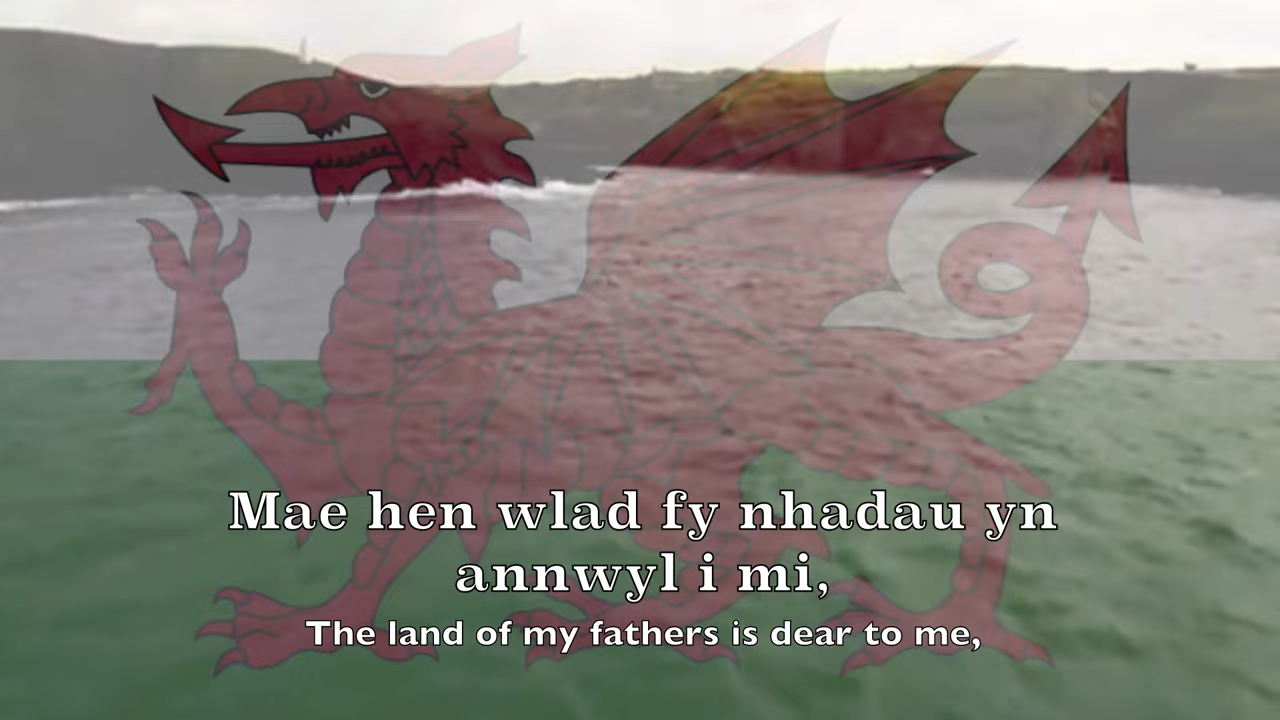 Mae hen wlad fy nhadau yn
annwyl i mi,
The land of my fathers is dear to me,